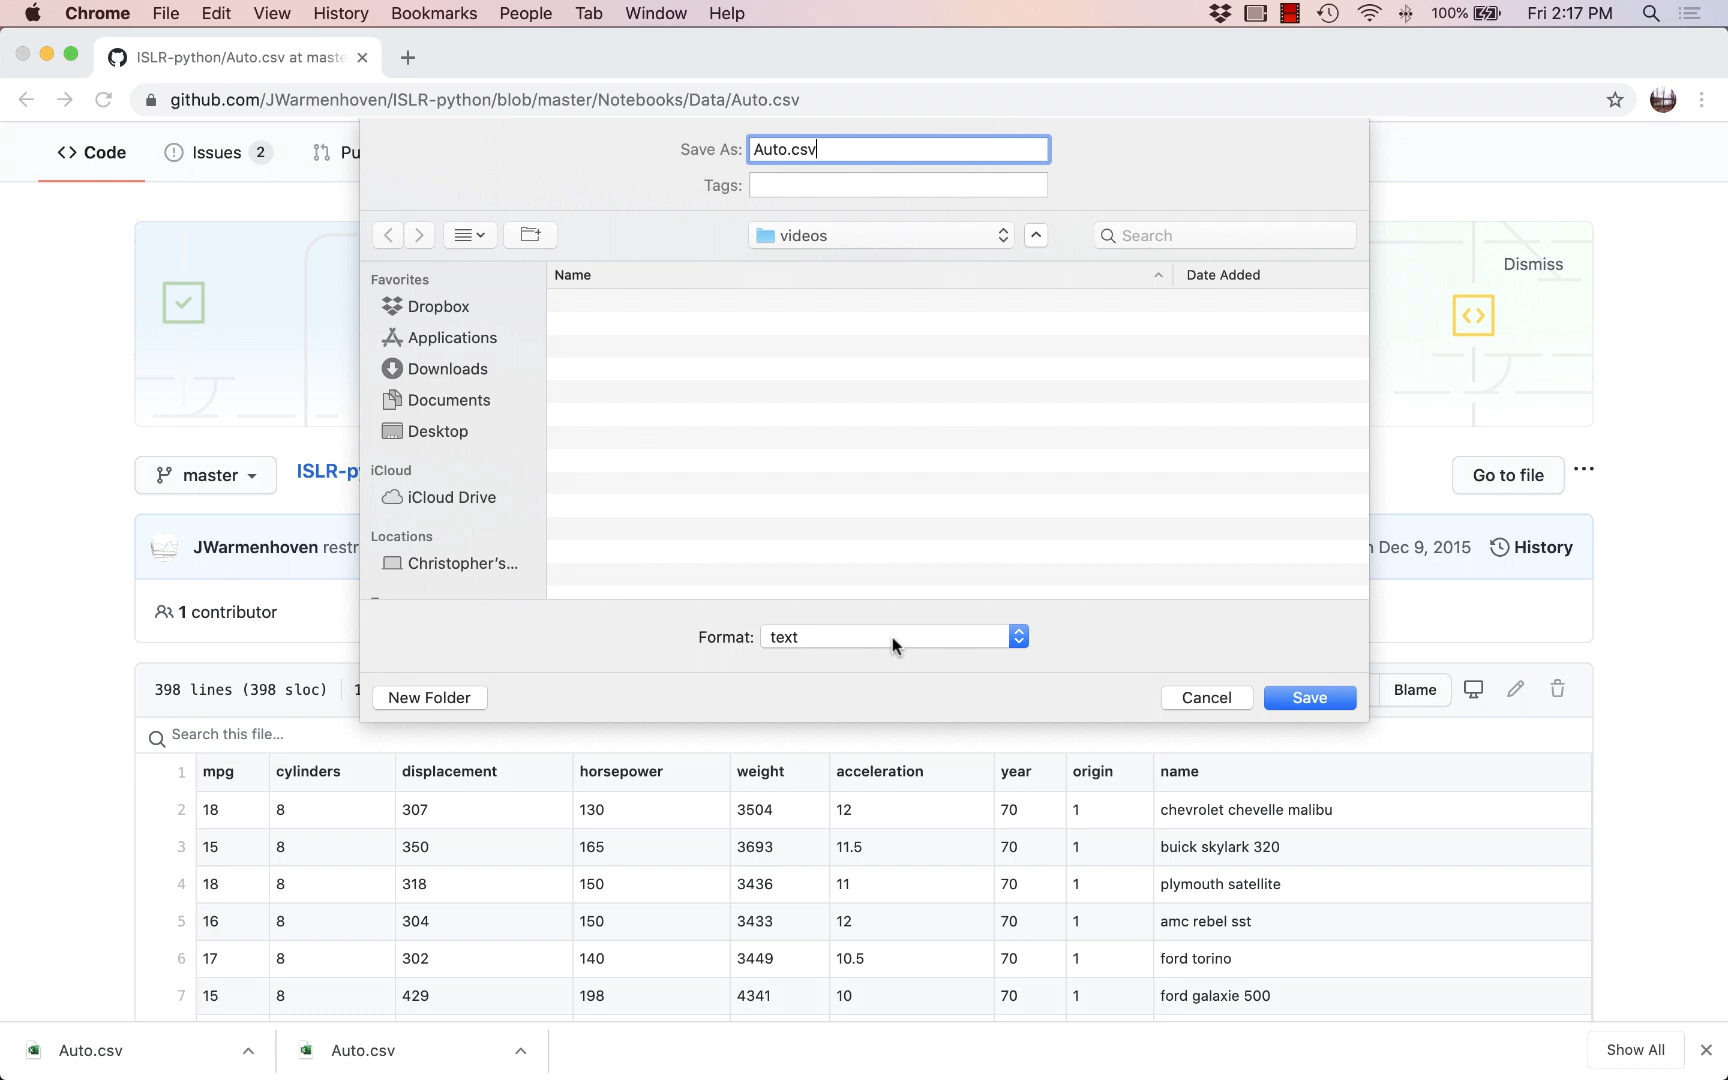 Chrome File Edit View History Bookmarks People Tab Window Help 100% Fri 2:17 PM
ISLR-python/Auto.csv at maste
github.com/JWarmenhoven/ISLR-python/blob/master/Notebooks/Data/Auto.csv
Code Issues 2 Pu
Save As: Auto.csv
Tags:
videos Search
Dismiss
Favorites
Dropbox
Applications
Downloads
Documents
Desktop
iCloud
iCloud Drive
Locations
Christopher's...
Name Date Added
master ISLR-py Go to file
JWarmenhoven restr Dec 9, 2015 History
1 contributor
Format: text
New Folder Cancel Save
398 lines (398 sloc) 1 Blame
Search this file...
1 mpg cylinders displacement horsepower weight acceleration year origin name
2 18 8 307 130 3504 12 70 1 chevrolet chevelle malibu
3 15 8 350 165 3693 11.5 70 1 buick skylark 320
4 18 8 318 150 3436 11 70 1 plymouth satellite
5 16 8 304 150 3433 12 70 1 amc rebel sst
6 17 8 302 140 3449 10.5 70 1 ford torino
7 15 8 429 198 4341 10 70 1 ford galaxie 500
Auto.csv Auto.csv Show All